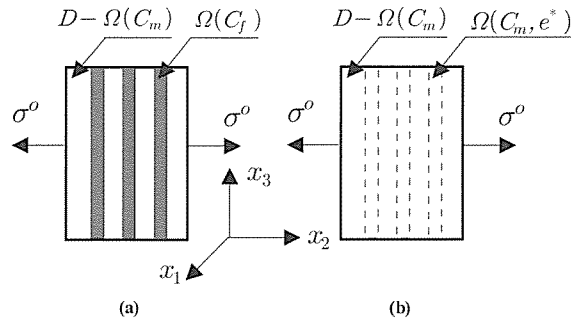 D−Ω(C_m) Ω(C_f)
D−Ω(C_m) Ω(C_m, e^*)
σ^o σ^o
σ^o σ^o
x_3
x_2
x_1
(a) (b)